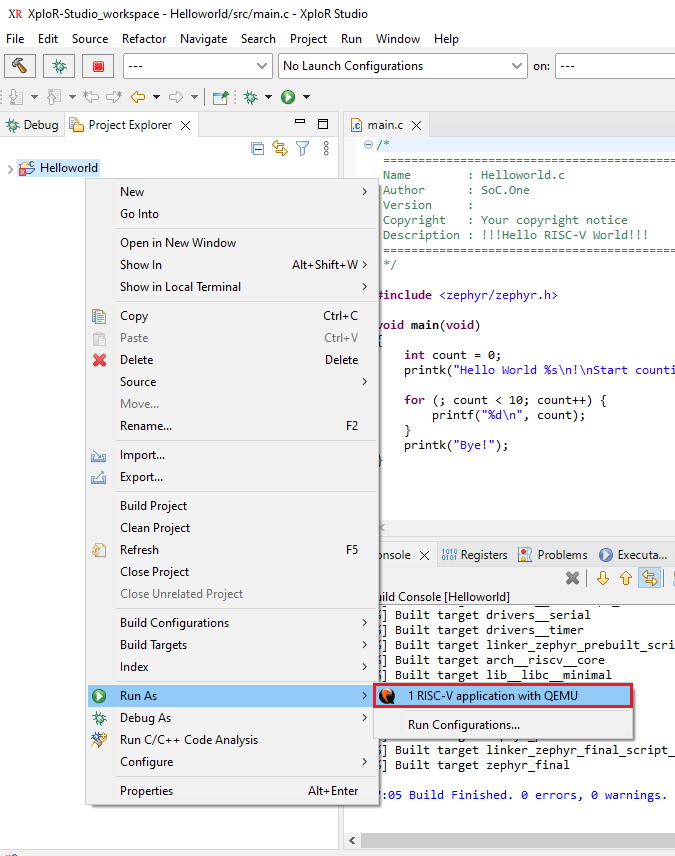 XR XploR-Studio_workspace - Helloworld/src/main.c - XploR Studio
File Edit Source Refactor Navigate Search Project Run Window Help
--- No Launch Configurations on: ---
Debug Project Explorer main.c
Helloworld
/*
Name : Helloworld.c
Author : SoC.One
Version :
Copyright : Your copyright notice
Description : !!!Hello RISC-V World!!!
*/
#include <zephyr/zephyr.h>
void main(void)
{
int count = 0;
printk("Hello World %s\n!\nStart counti
for (; count < 10; count++) {
printf("%d\n", count);
}
printk("Bye!");
}
New
Go Into
Open in New Window
Show In Alt+Shift+W >
Show in Local Terminal
Copy Ctrl+C
Paste Ctrl+V
Delete Delete
Source
Move...
Rename... F2
Import...
Export...
Build Project
Clean Project
Refresh F5
Close Project
Close Unrelated Project
Build Configurations
Build Targets
Index
Run As
Debug As
Run C/C++ Code Analysis
Configure
Properties Alt+Enter
1 RISC-V application with QEMU
Run Configurations...
onsole Registers Problems Executa...
uild Console [Helloworld]
] Built target drivers__serial
] Built target drivers__timer
] Built target linker_zephyr_prebuilt_scri
] Built target arch__riscv__core
] Built target lib__libc__minimal
] Built target linker_zephyr_final_script_
] Built target zephyr_final
:05 Build Finished. 0 errors, 0 warnings.